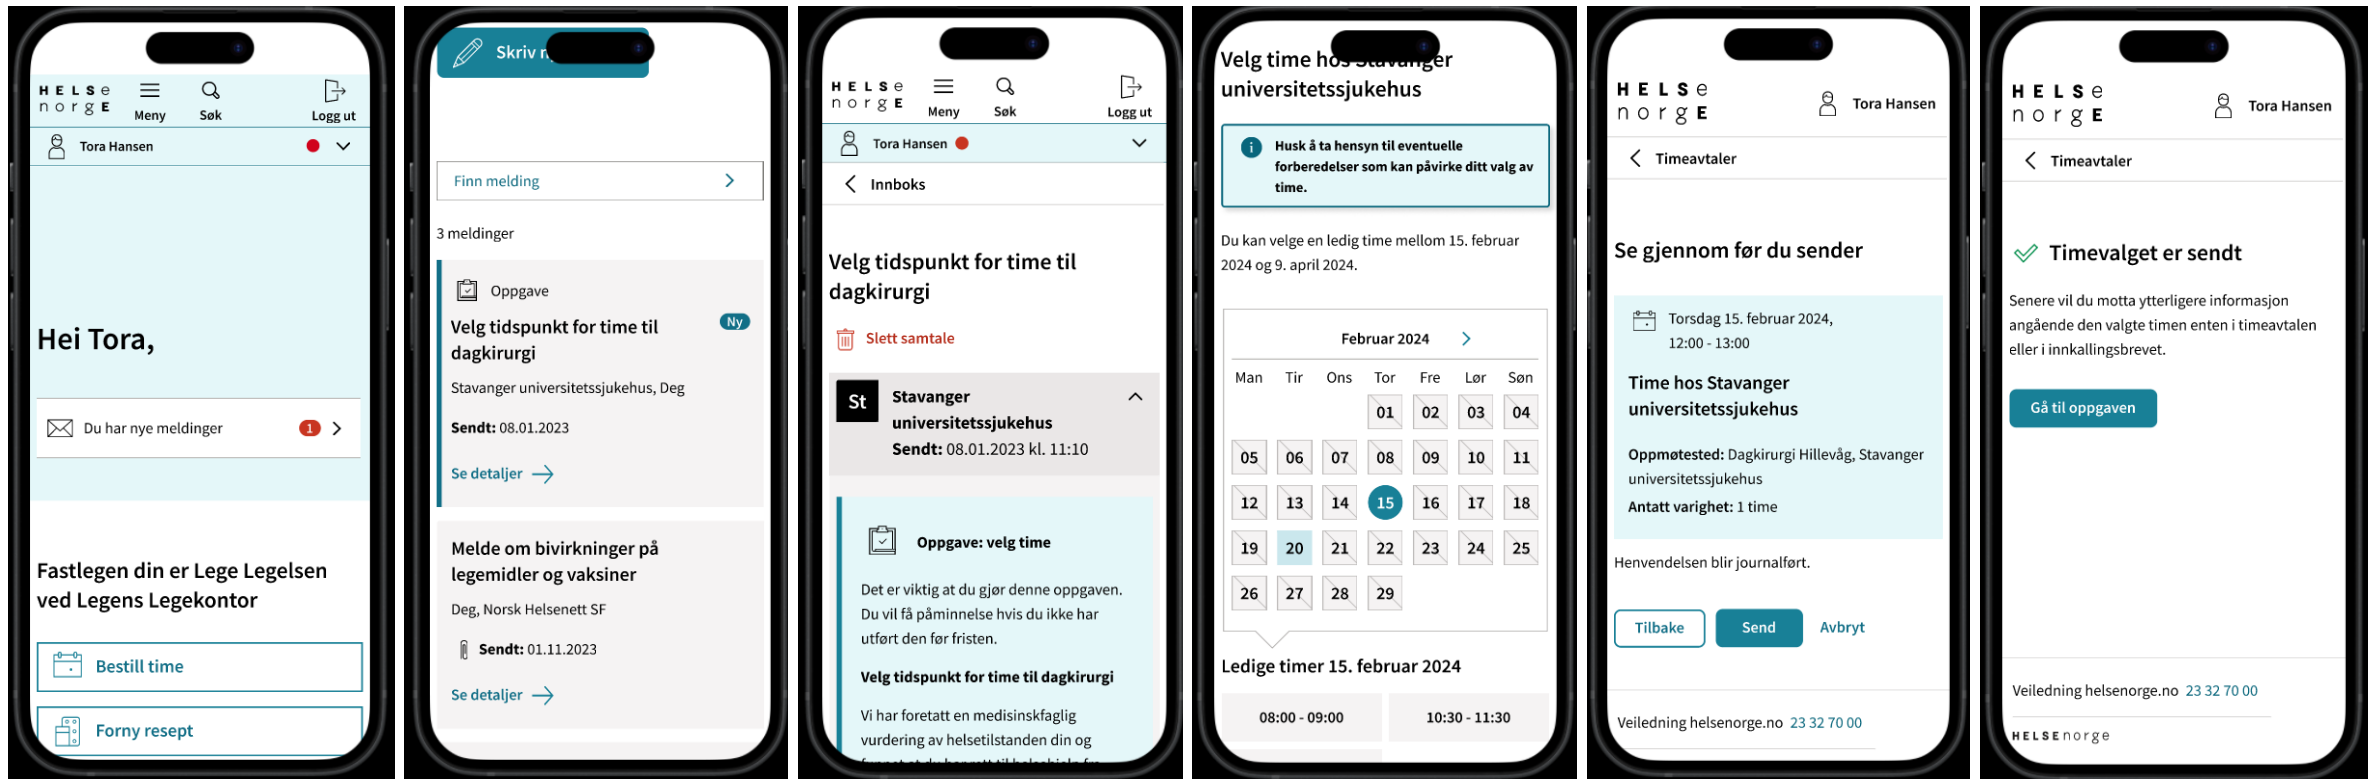 HELSe
norgE
Meny
Søk
Logg ut
Tora Hansen
Hei Tora,
Du har nye meldinger
1
Fastlegen din er Lege Legelsen
ved Legens Legekontor
Bestill time
Forny resept
Skriv
Finn melding
3 meldinger
Oppgave
Velg tidspunkt for time til
dagkirurgi
Ny
Stavanger universitetssjukehus, Deg
Sendt: 08.01.2023
Se detaljer
Melde om bivirkninger på
legemidler og vaksiner
Deg, Norsk Helsenett SF
Sendt: 01.11.2023
Se detaljer
HELSe
norgE
Meny
Søk
Logg ut
Tora Hansen
Innboks
Velg tidspunkt for time til
dagkirurgi
Slett samtale
St
Stavanger
universitetssjukehus
Sendt: 08.01.2023 kl. 11:10
Oppgave: velg time
Det er viktig at du gjør denne oppgaven.
Du vil få påminnelse hvis du ikke har
utført den før fristen.
Velg tidspunkt for time til dagkirurgi
Vi har foretatt en medisinskfaglig
vurdering av helsetilstanden din og
Velg time hos Stavanger
universitetssjukehus
Husk å ta hensyn til eventuelle
forberedelser som kan påvirke ditt valg av
time.
Du kan velge en ledig time mellom 15. februar
2024 og 9. april 2024.
Februar 2024
Man Tir Ons Tor Fre Lør Søn
01 02 03 04
05 06 07 08 09 10 11
12 13 14 15 16 17 18
19 20 21 22 23 24 25
26 27 28 29
Ledige timer 15. februar 2024
08:00 - 09:00
10:30 - 11:30
HELSe
norgE
Tora Hansen
Timeavtaler
Se gjennom før du sender
Torsdag 15. februar 2024,
12:00 - 13:00
Time hos Stavanger
universitetssjukehus
Oppmøtested: Dagkirurgi Hillevåg, Stavanger
universitetssjukehus
Antatt varighet: 1 time
Henvendelsen blir journalført.
Tilbake
Send
Avbryt
Veiledning helsenorge.no 23 32 70 00
HELSe
norgE
Tora Hansen
Timeavtaler
Timevalget er sendt
Senere vil du motta ytterligere informasjon
angående den valgte timen enten i timeavtalen
eller i innkallingsbrevet.
Gå til oppgaven
Veiledning helsenorge.no 23 32 70 00
HELSEnorge